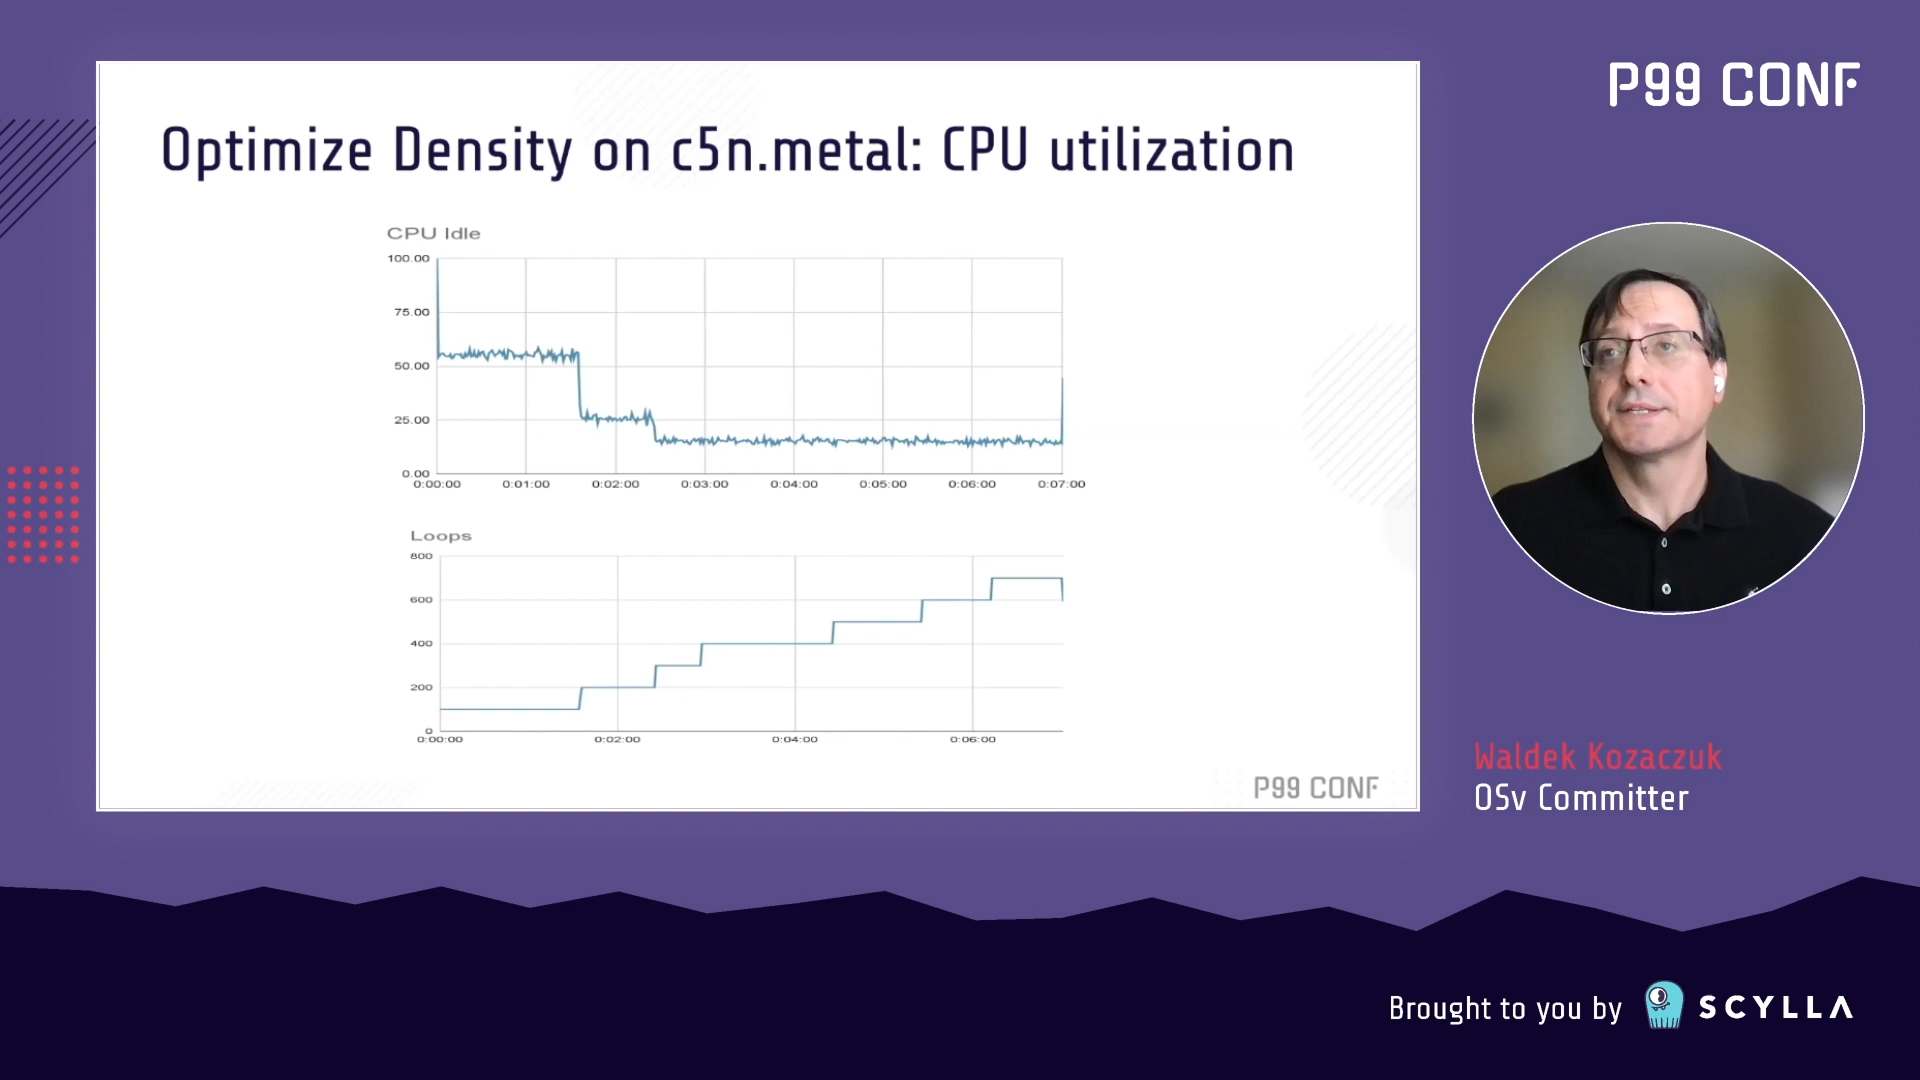 P99 CONF
Optimize Density on c5n.metal: CPU utilization
CPU Idle
100.00
75.00
50.00
25.00
0.00
0:00:00 0:01:00 0:02:00 0:03:00 0:04:00 0:05:00 0:06:00 0:07:00
Loops
800
600
400
200
0
0:00:00 0:02:00 0:04:00 0:06:00
P99 CONF
Waldek Kozaczuk
OSv Committer
Brought to you by SCYLLA